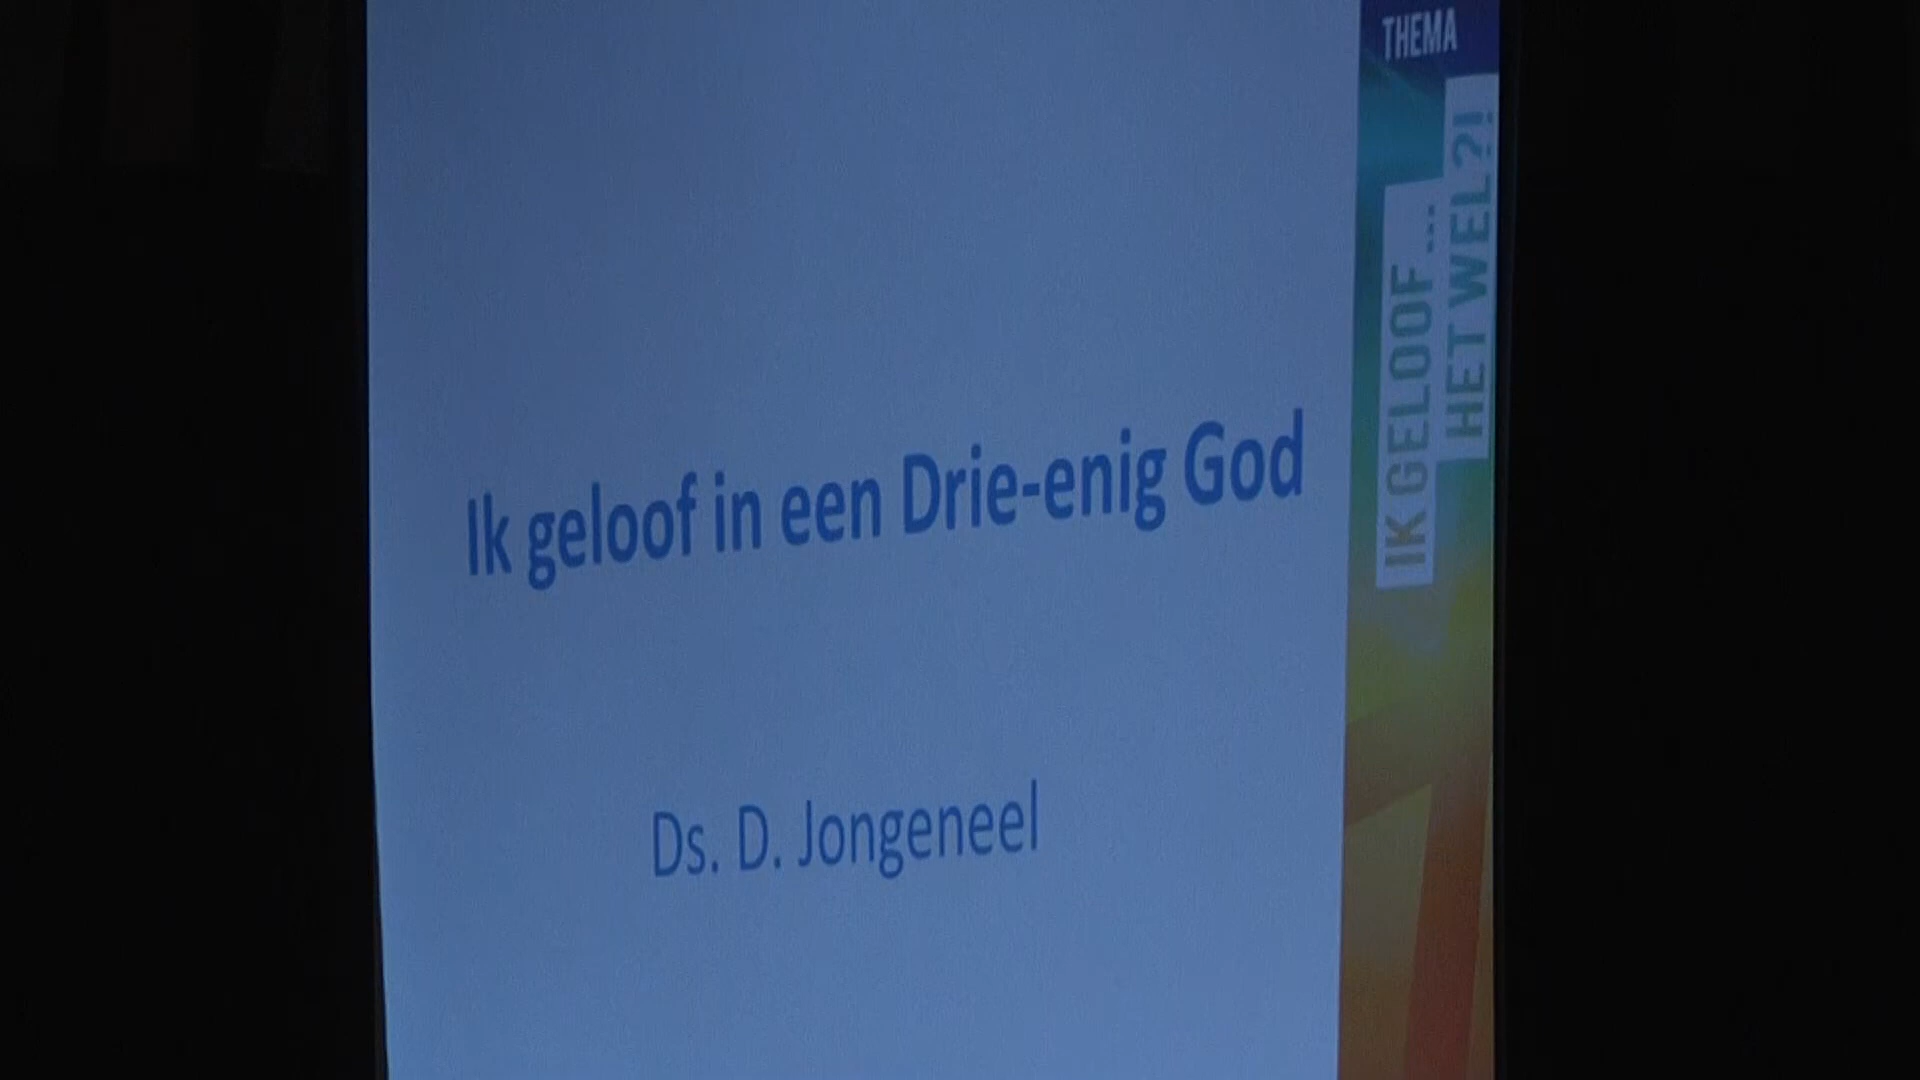 Ik geloof in een Drie-enig God
Ds. D. Jongeneel
THEMA
IK GELOOF ...
HET WEL?!